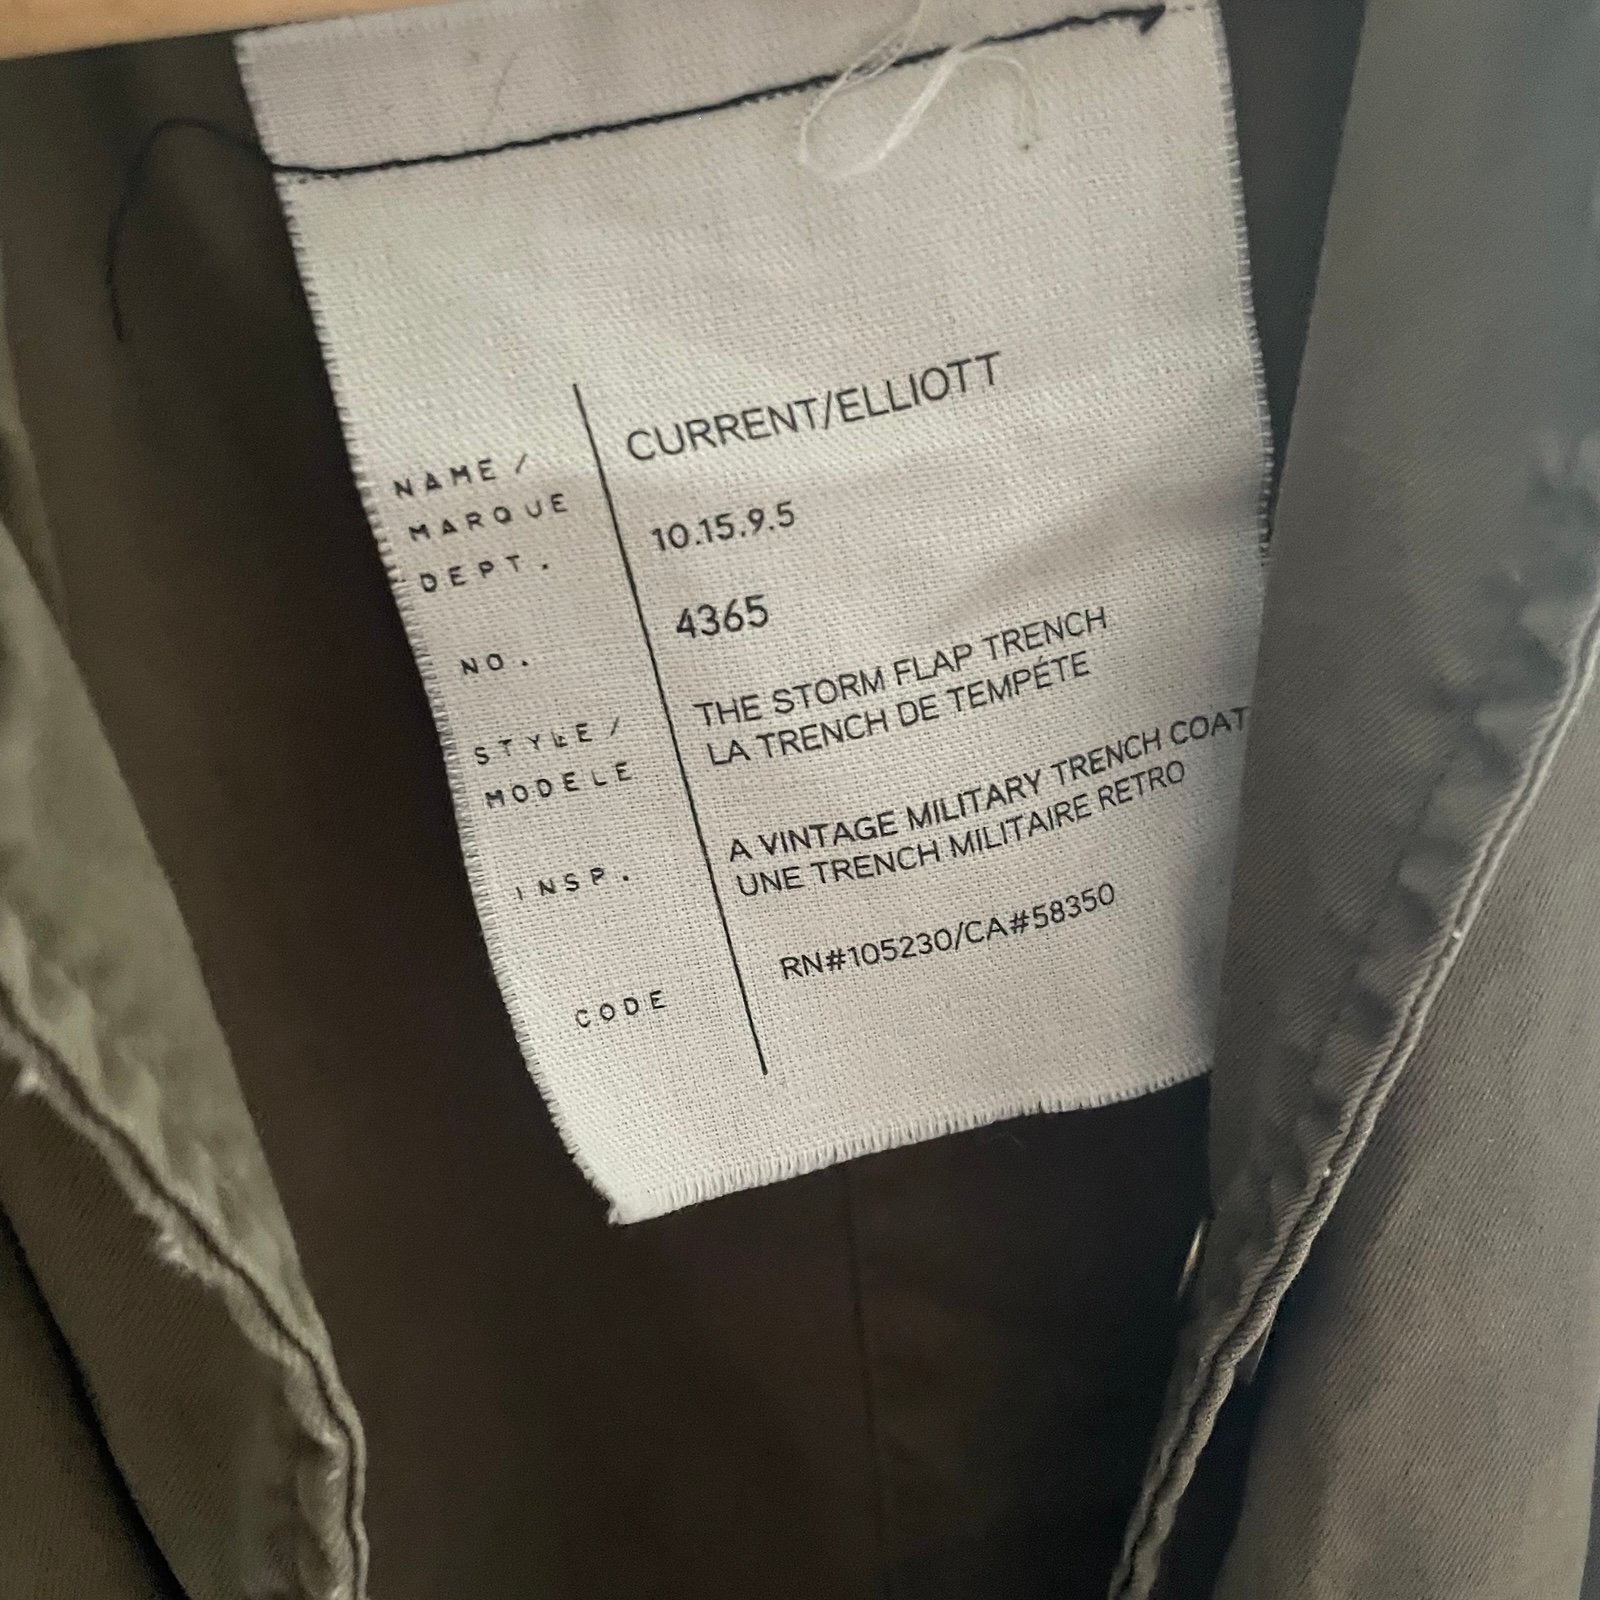 NAME / CURRENT/ELLIOTT
MARQUE
DEPT. 10.15.9.5
NO. 4365
STYLE / THE STORM FLAP TRENCH
MODELE LA TRENCH DE TEMPÉTE
INSP. A VINTAGE MILITARY TRENCH COAT
UNE TRENCH MILITAIRE RETRO
CODE RN#105230/CA#58350